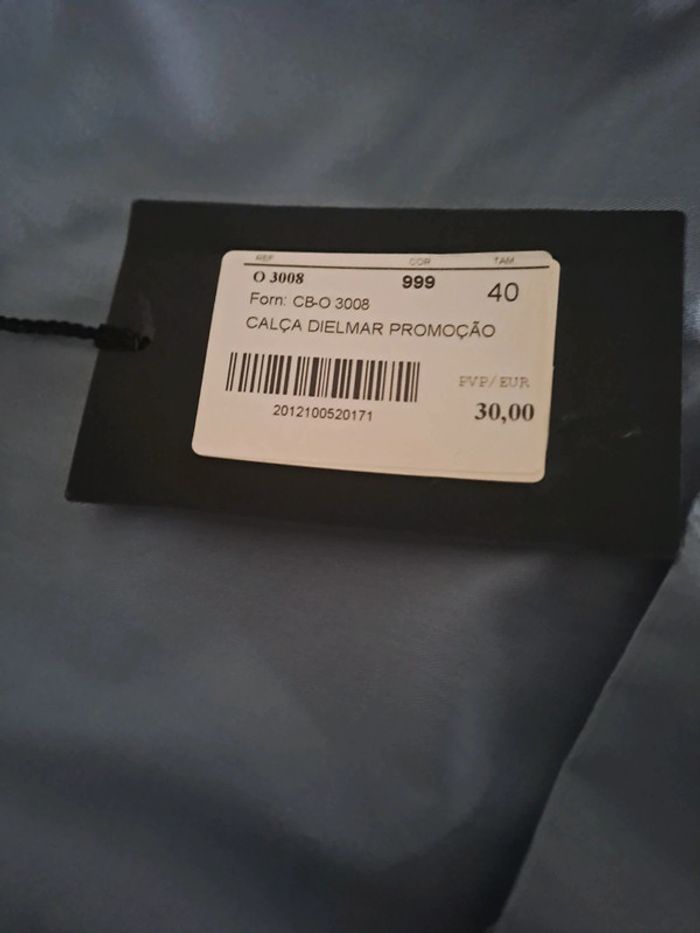 REF COR TAM
O 3008 999 40
Forn: CB-O 3008
CALÇA DIELMAR PROMOÇÃO
PVP/EUR
2012100520171 30,00